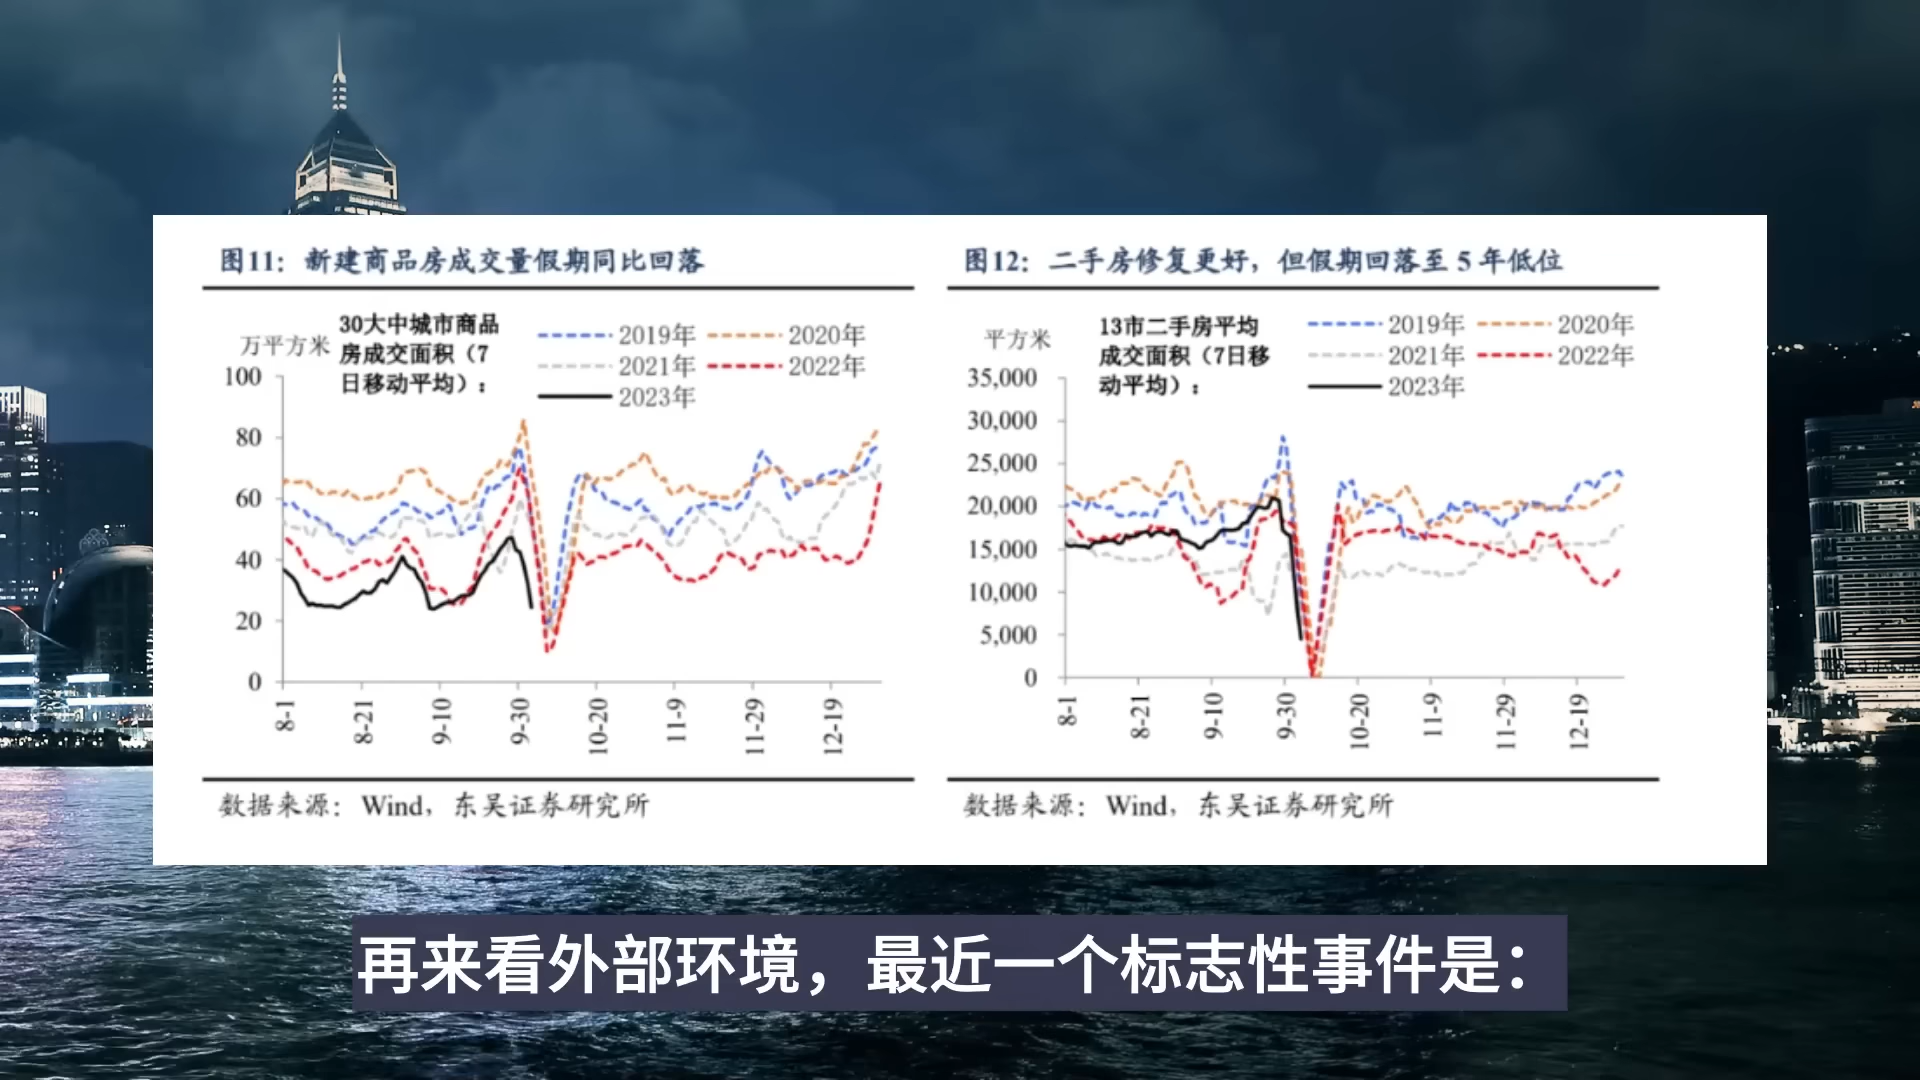 图11：新建商品房成交量假期同比回落
万平方米
30大中城市商品
房成交面积（7
日移动平均）：
2019年
2020年
2021年
2022年
2023年
100
80
60
40
20
0
8-1
8-21
9-10
9-30
10-20
11-9
11-29
12-19
数据来源：Wind，东吴证券研究所
图12：二手房修复更好，但假期回落至 5 年低位
平方米
13市二手房平均
成交面积（7日移
动平均）：
2019年
2020年
2021年
2022年
2023年
35,000
30,000
25,000
20,000
15,000
10,000
5,000
0
8-1
8-21
9-10
9-30
10-20
11-9
11-29
12-19
数据来源：Wind，东吴证券研究所
再来看外部环境，最近一个标志性事件是：